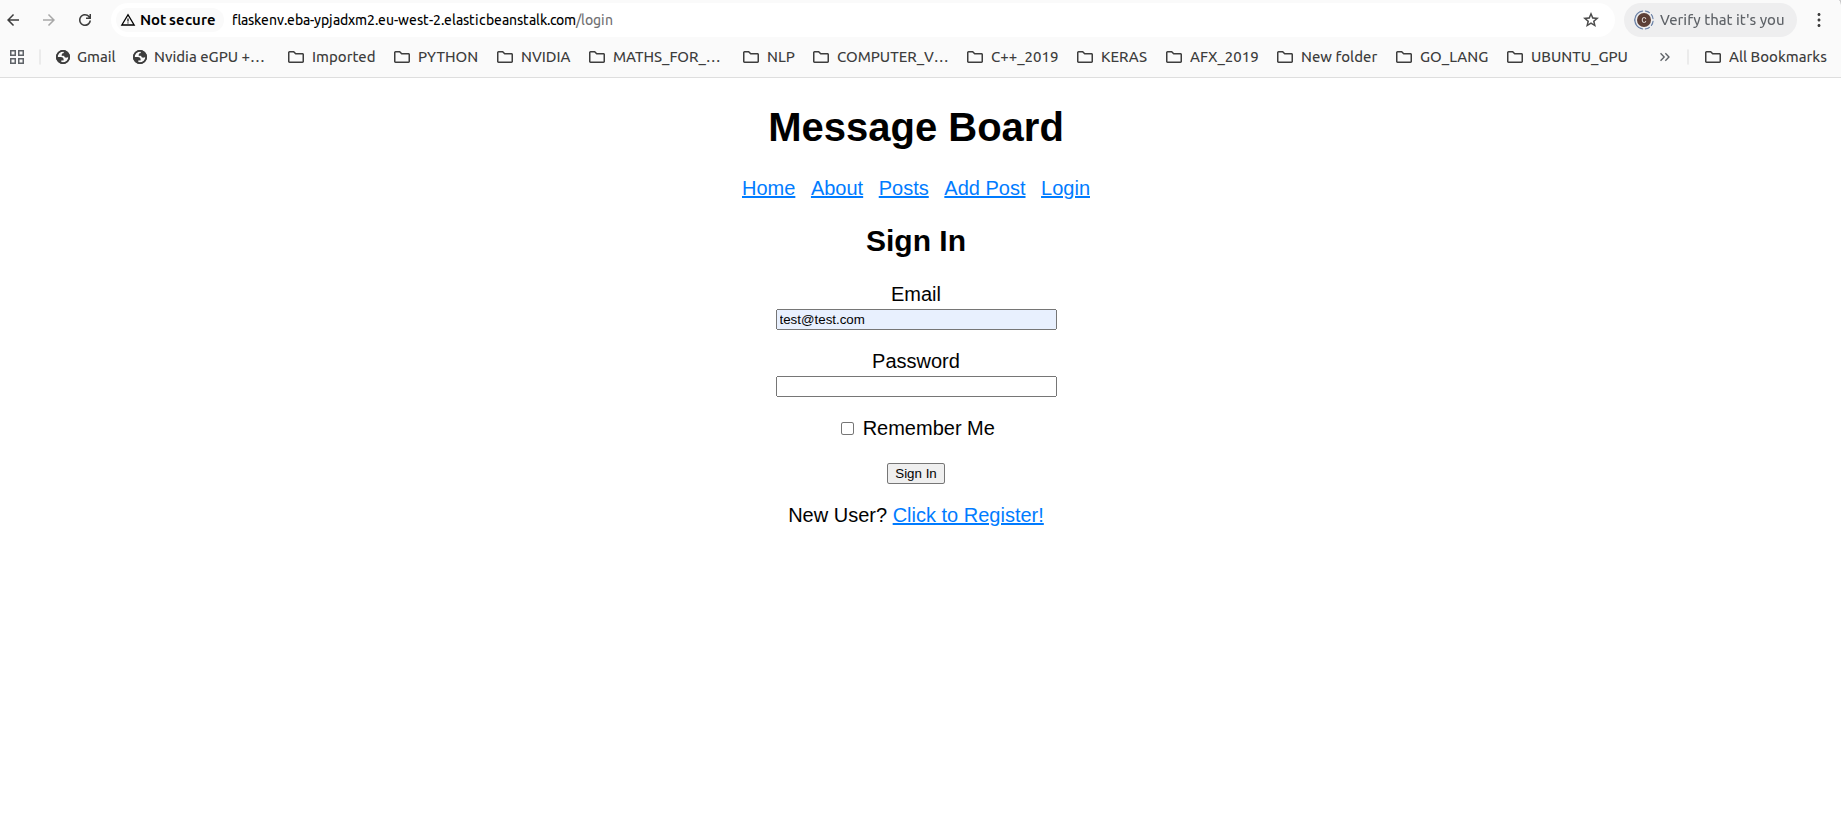 Not secure flaskenv.eba-ypjadxm2.eu-west-2.elasticbeanstalk.com/login Verify that it's you
Gmail Nvidia eGPU +... Imported PYTHON NVIDIA MATHS_FOR_... NLP COMPUTER_V... C++_2019 KERAS AFX_2019 New folder GO_LANG UBUNTU_GPU » All Bookmarks
Message Board
Home About Posts Add Post Login
Sign In
Email
test@test.com
Password
Remember Me
Sign In
New User? Click to Register!